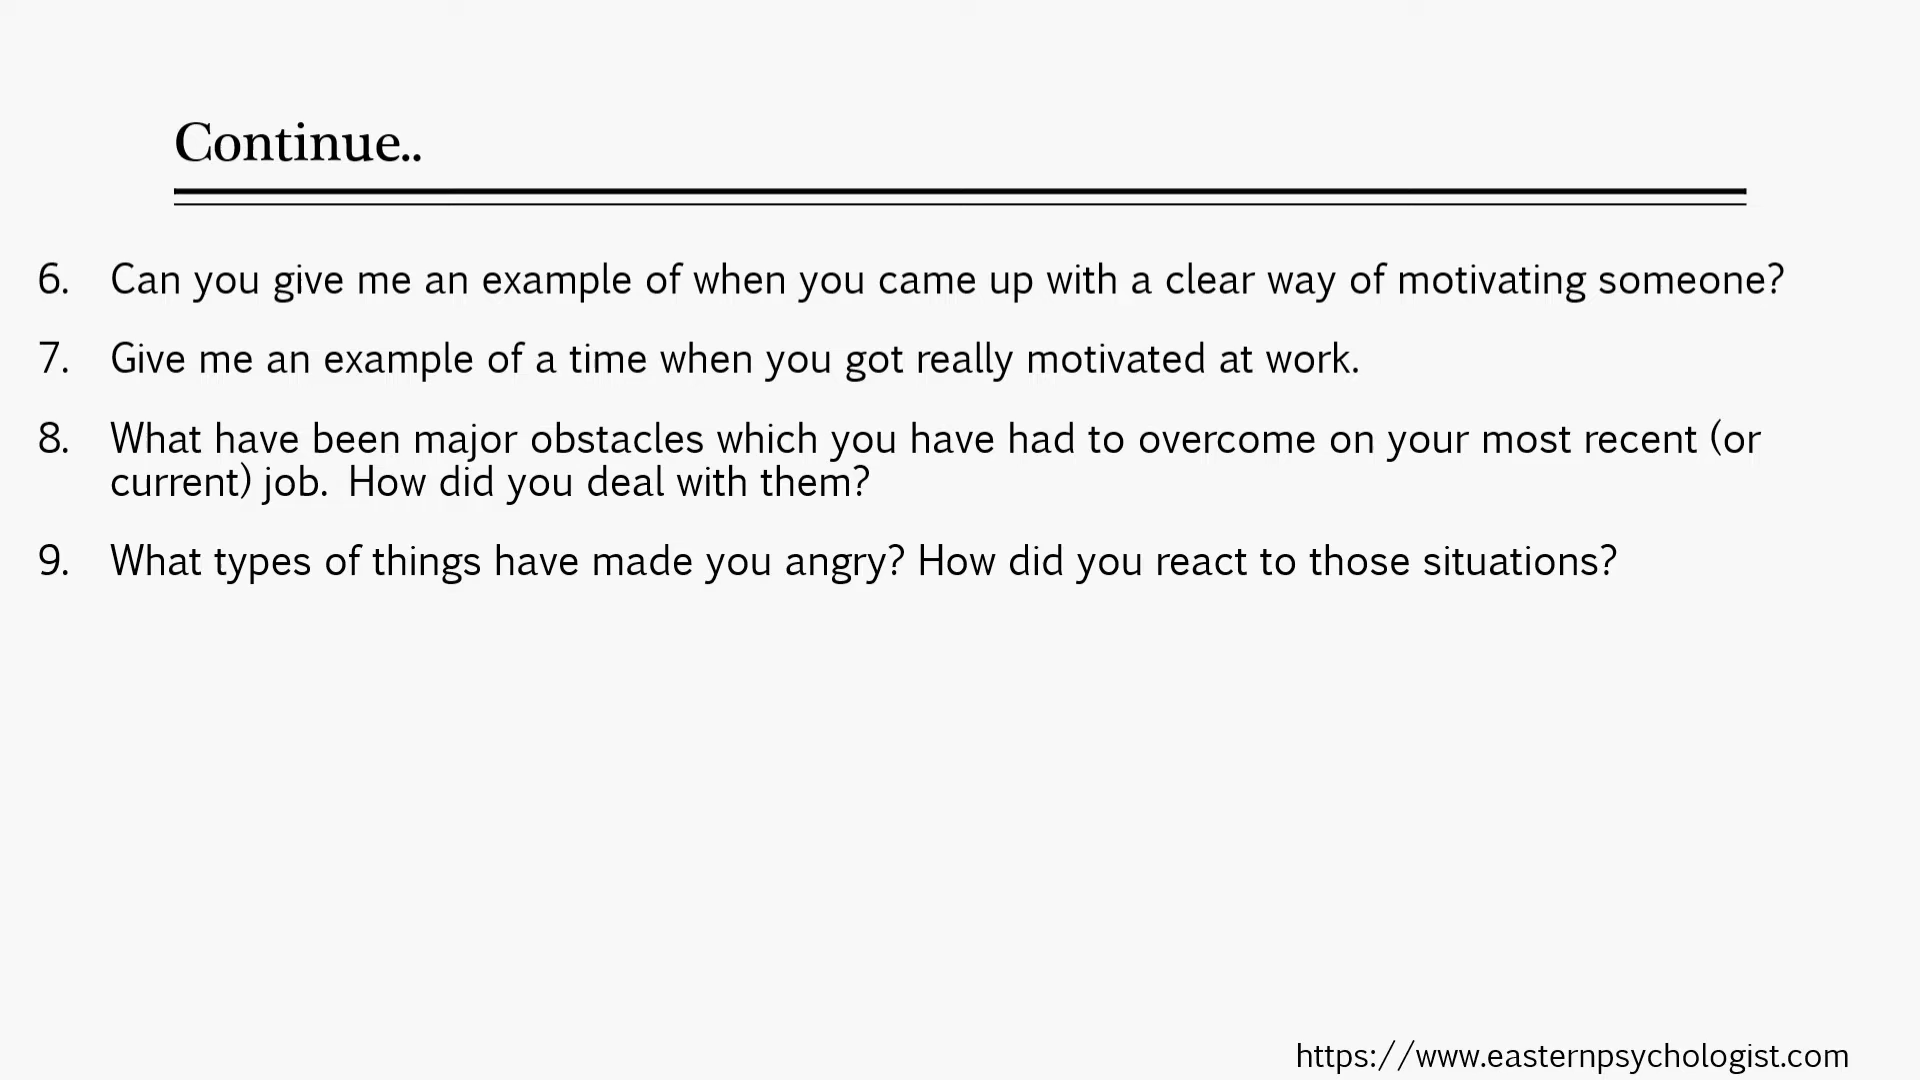 Continue..
6. Can you give me an example of when you came up with a clear way of motivating someone?
7. Give me an example of a time when you got really motivated at work.
8. What have been major obstacles which you have had to overcome on your most recent (or
current) job. How did you deal with them?
9. What types of things have made you angry? How did you react to those situations?
https://www.easternpsychologist.com